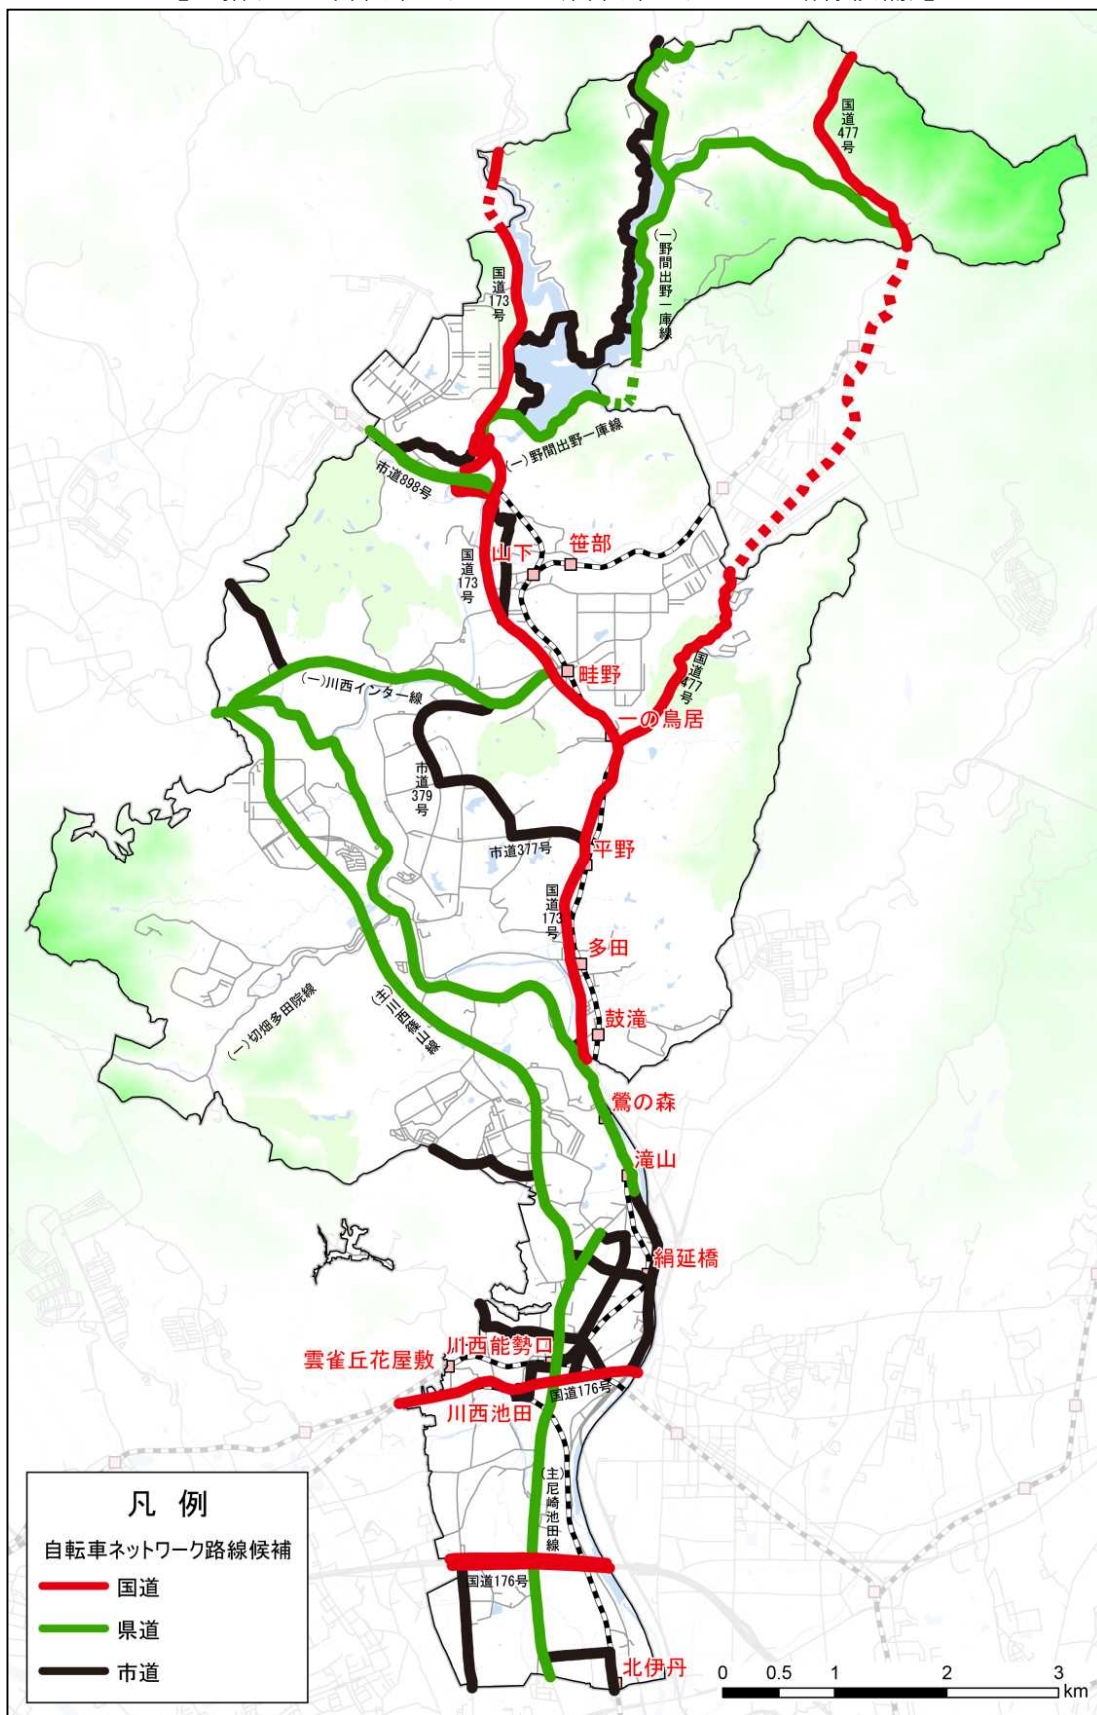 国道477号
国道173号
(一)野間出野一庫線
(一)野間出野一庫線
市道898号
山下
笹部
国道173号
畦野
国道477号
(一)川西インター線
一の鳥居
市道379号
市道377号
平野
国道173号
多田
鼓滝
(一)切畑多田院線
(主)川西篠山線
鶯の森
滝山
絹延橋
川西能勢口
雲雀丘花屋敷
国道176号
川西池田
(主)尼崎池田線
国道176号
北伊丹
凡例
自転車ネットワーク路線候補
国道
県道
市道
0 0.5 1 2 3
km